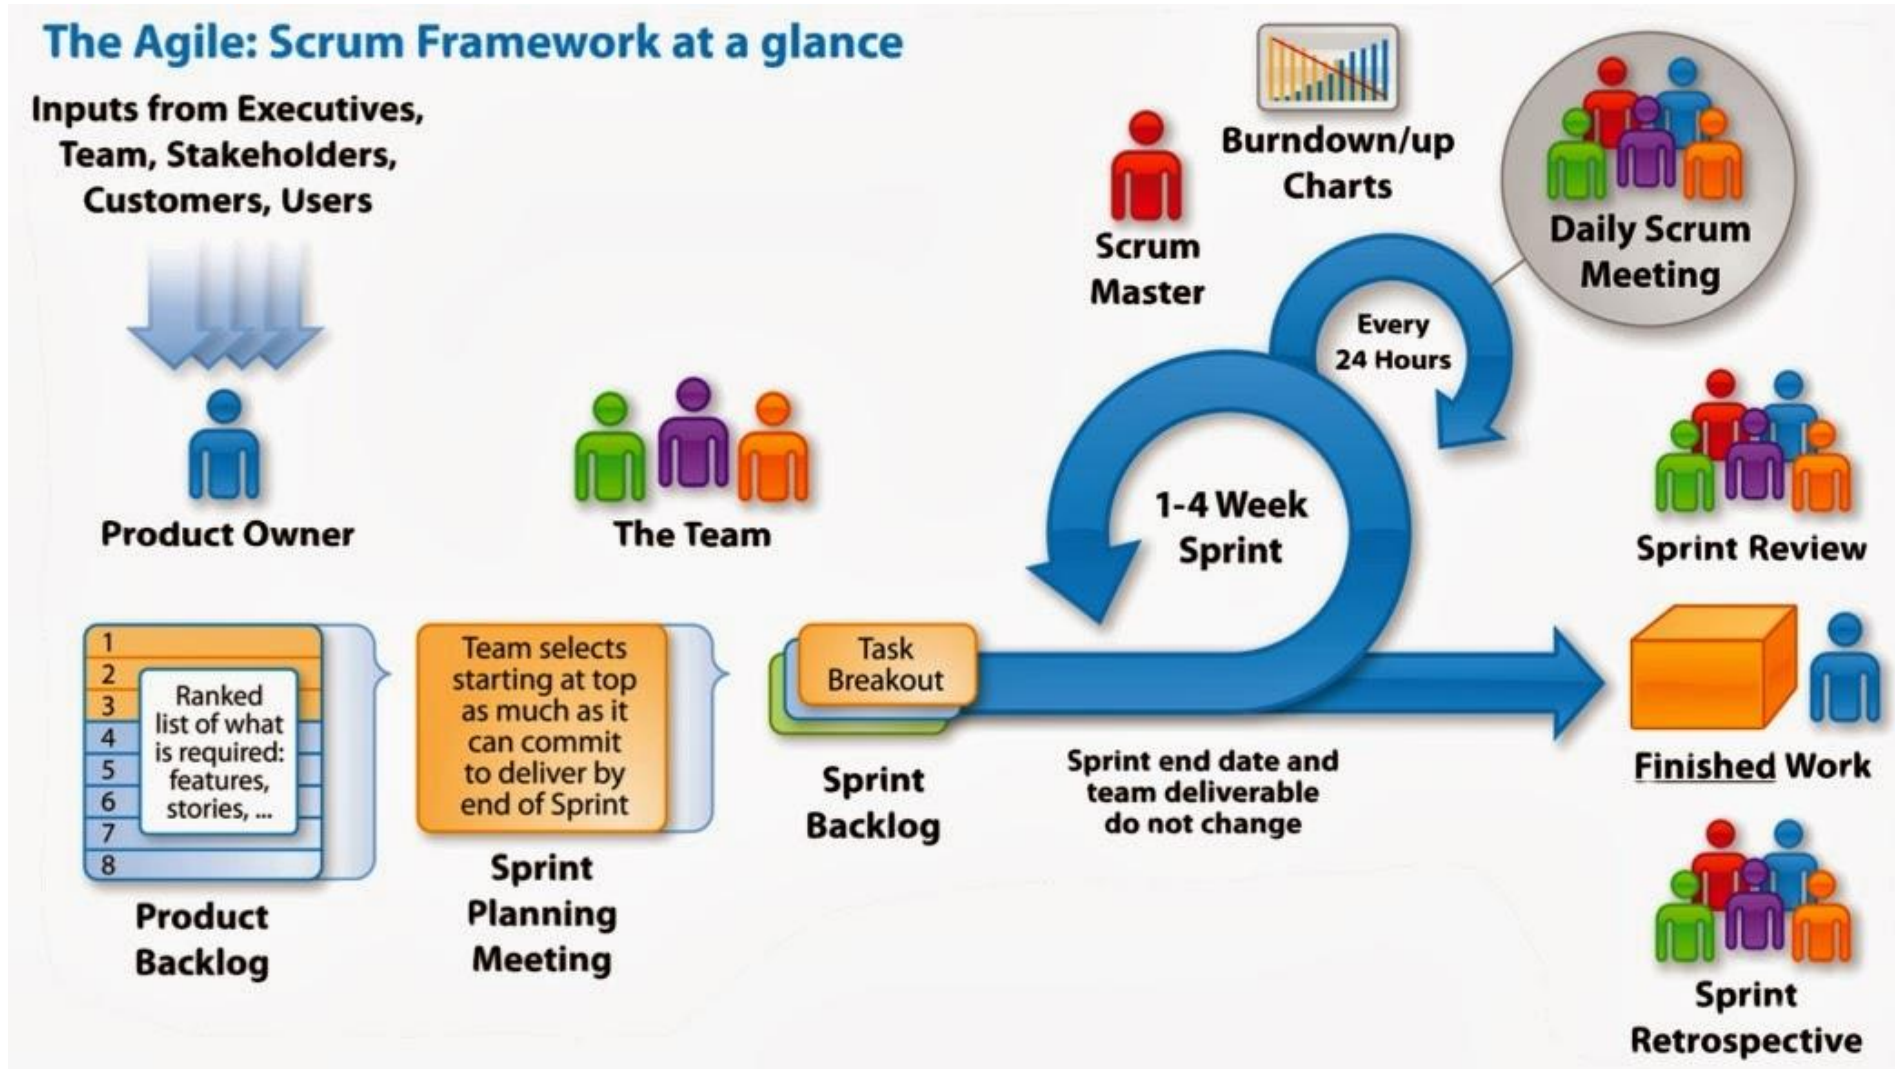 The Agile: Scrum Framework at a glance
Inputs from Executives,
Team, Stakeholders,
Customers, Users
Product Owner
The Team
Scrum
Master
Burndown/up
Charts
Daily Scrum
Meeting
Every
24 Hours
1-4 Week
Sprint
Sprint Review
1
2
3
4
5
6
7
8
Ranked
list of what
is required:
features,
stories, ...
Product
Backlog
Team selects
starting at top
as much as it
can commit
to deliver by
end of Sprint
Sprint
Planning
Meeting
Task
Breakout
Sprint
Backlog
Sprint end date and
team deliverable
do not change
Finished Work
Sprint
Retrospective